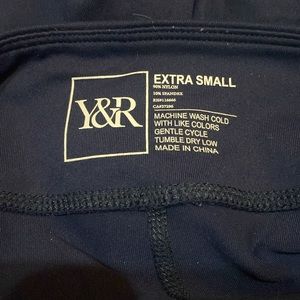 Y&R
EXTRA SMALL
90% NYLON
10% SPANDEX
MACHINE WASH COLD
WITH LIKE COLORS
GENTLE CYCLE
TUMBLE DRY LOW
MADE IN CHINA